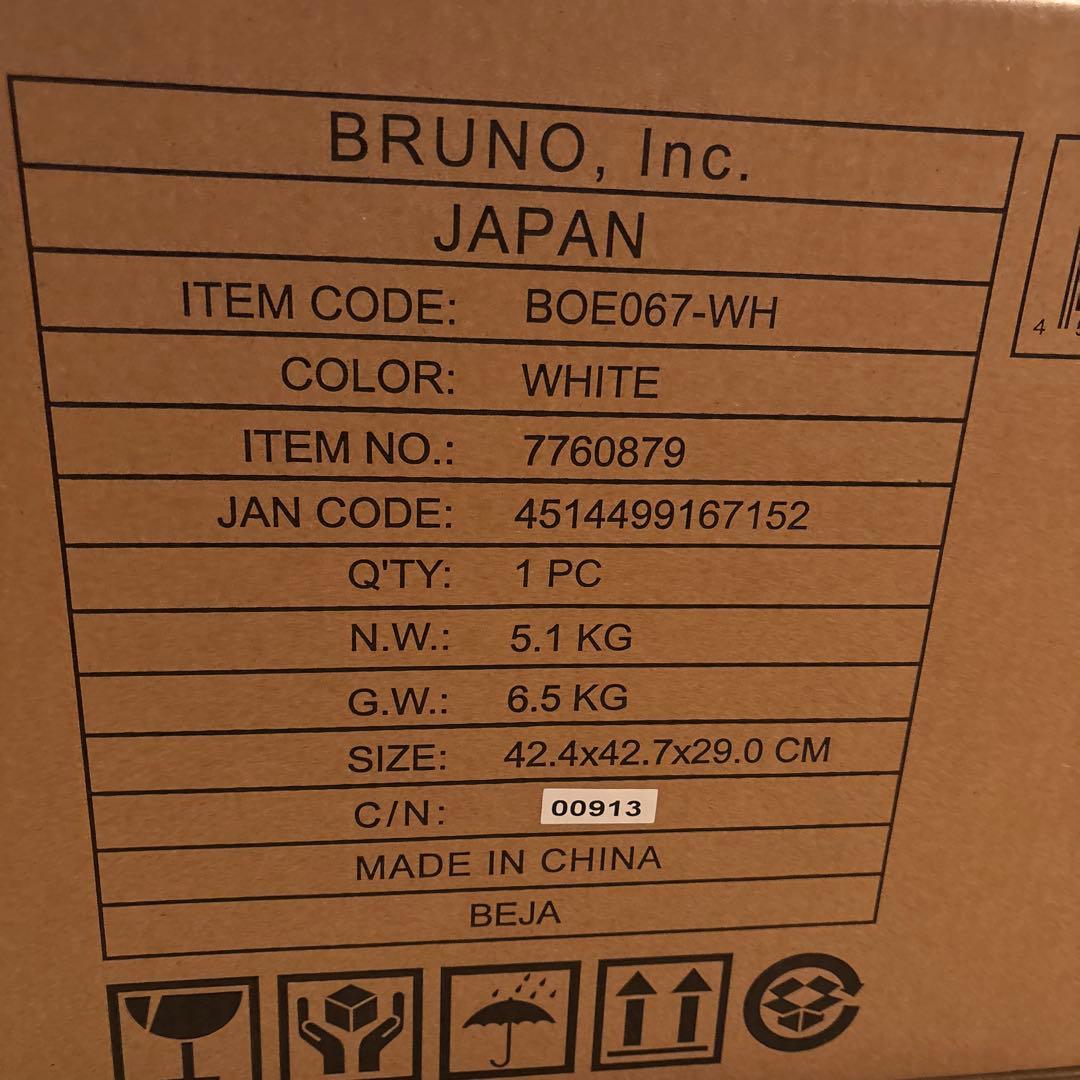 BRUNO, Inc.
JAPAN
ITEM CODE: BOE067-WH
COLOR: WHITE
ITEM NO.: 7760879
JAN CODE: 4514499167152
Q'TY: 1 PC
N.W.: 5.1 KG
G.W.: 6.5 KG
SIZE: 42.4x42.7x29.0 CM
C/N: 00913
MADE IN CHINA
BEJA
4